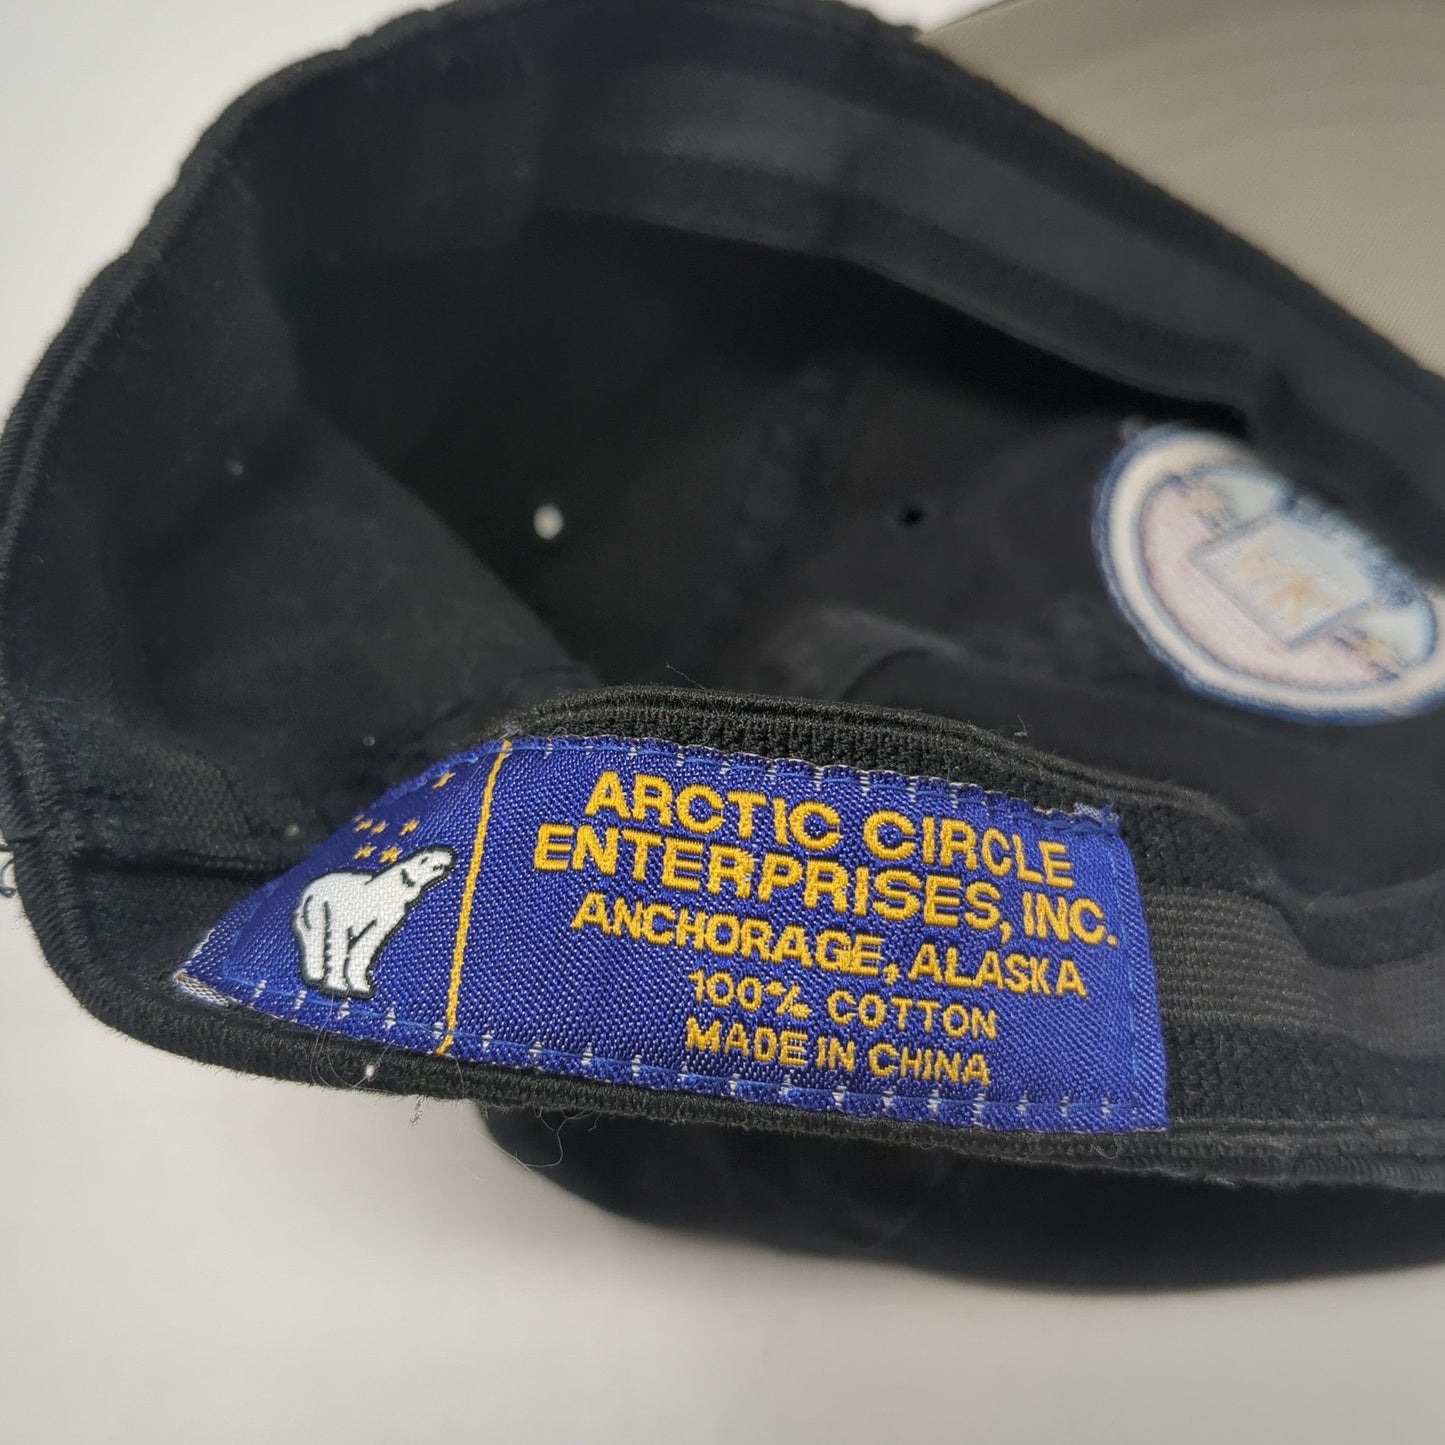 ARCTIC CIRCLE
ENTERPRISES, INC.
ANCHORAGE, ALASKA
100% COTTON
MADE IN CHINA